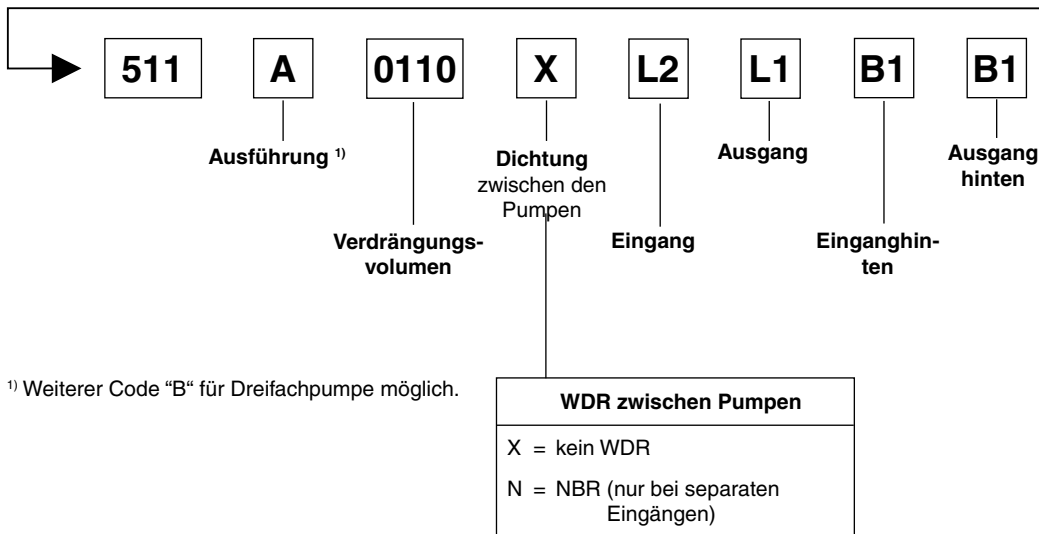 511 A 0110 X L2 L1 B1 B1
Ausführung 1)
Dichtung
zwischen den
Pumpen
Ausgang
Ausgang
hinten
Verdrängungs-
volumen
Eingang
Einganghin-
ten
1) Weiterer Code “B“ für Dreifachpumpe möglich.
WDR zwischen Pumpen
X = kein WDR
N = NBR (nur bei separaten
Eingängen)